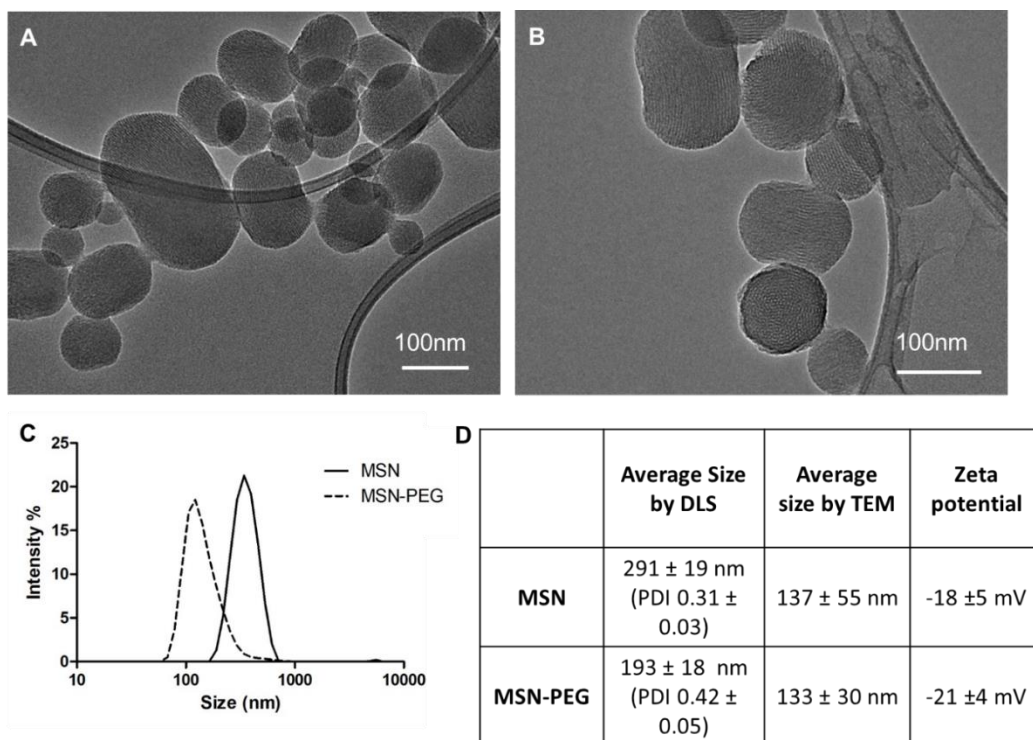 A
100nm
B
100nm
C
25
20
15
10
5
0
Intensity %
10
100
1000
10000
Size (nm)
MSN
MSN-PEG
D
Average Size
by DLS
Average
size by TEM
Zeta
potential
MSN
291 ± 19 nm
(PDI 0.31 ±
0.03)
137 ± 55 nm
-18 ±5 mV
MSN-PEG
193 ± 18 nm
(PDI 0.42 ±
0.05)
133 ± 30 nm
-21 ±4 mV